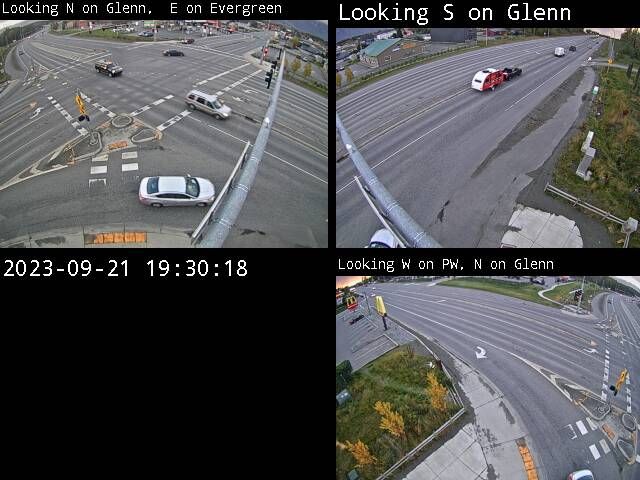 Looking N on Glenn,  E on Evergreen
Looking S on Glenn
2023-09-21 19:30:18
Looking W on PW, N on Glenn